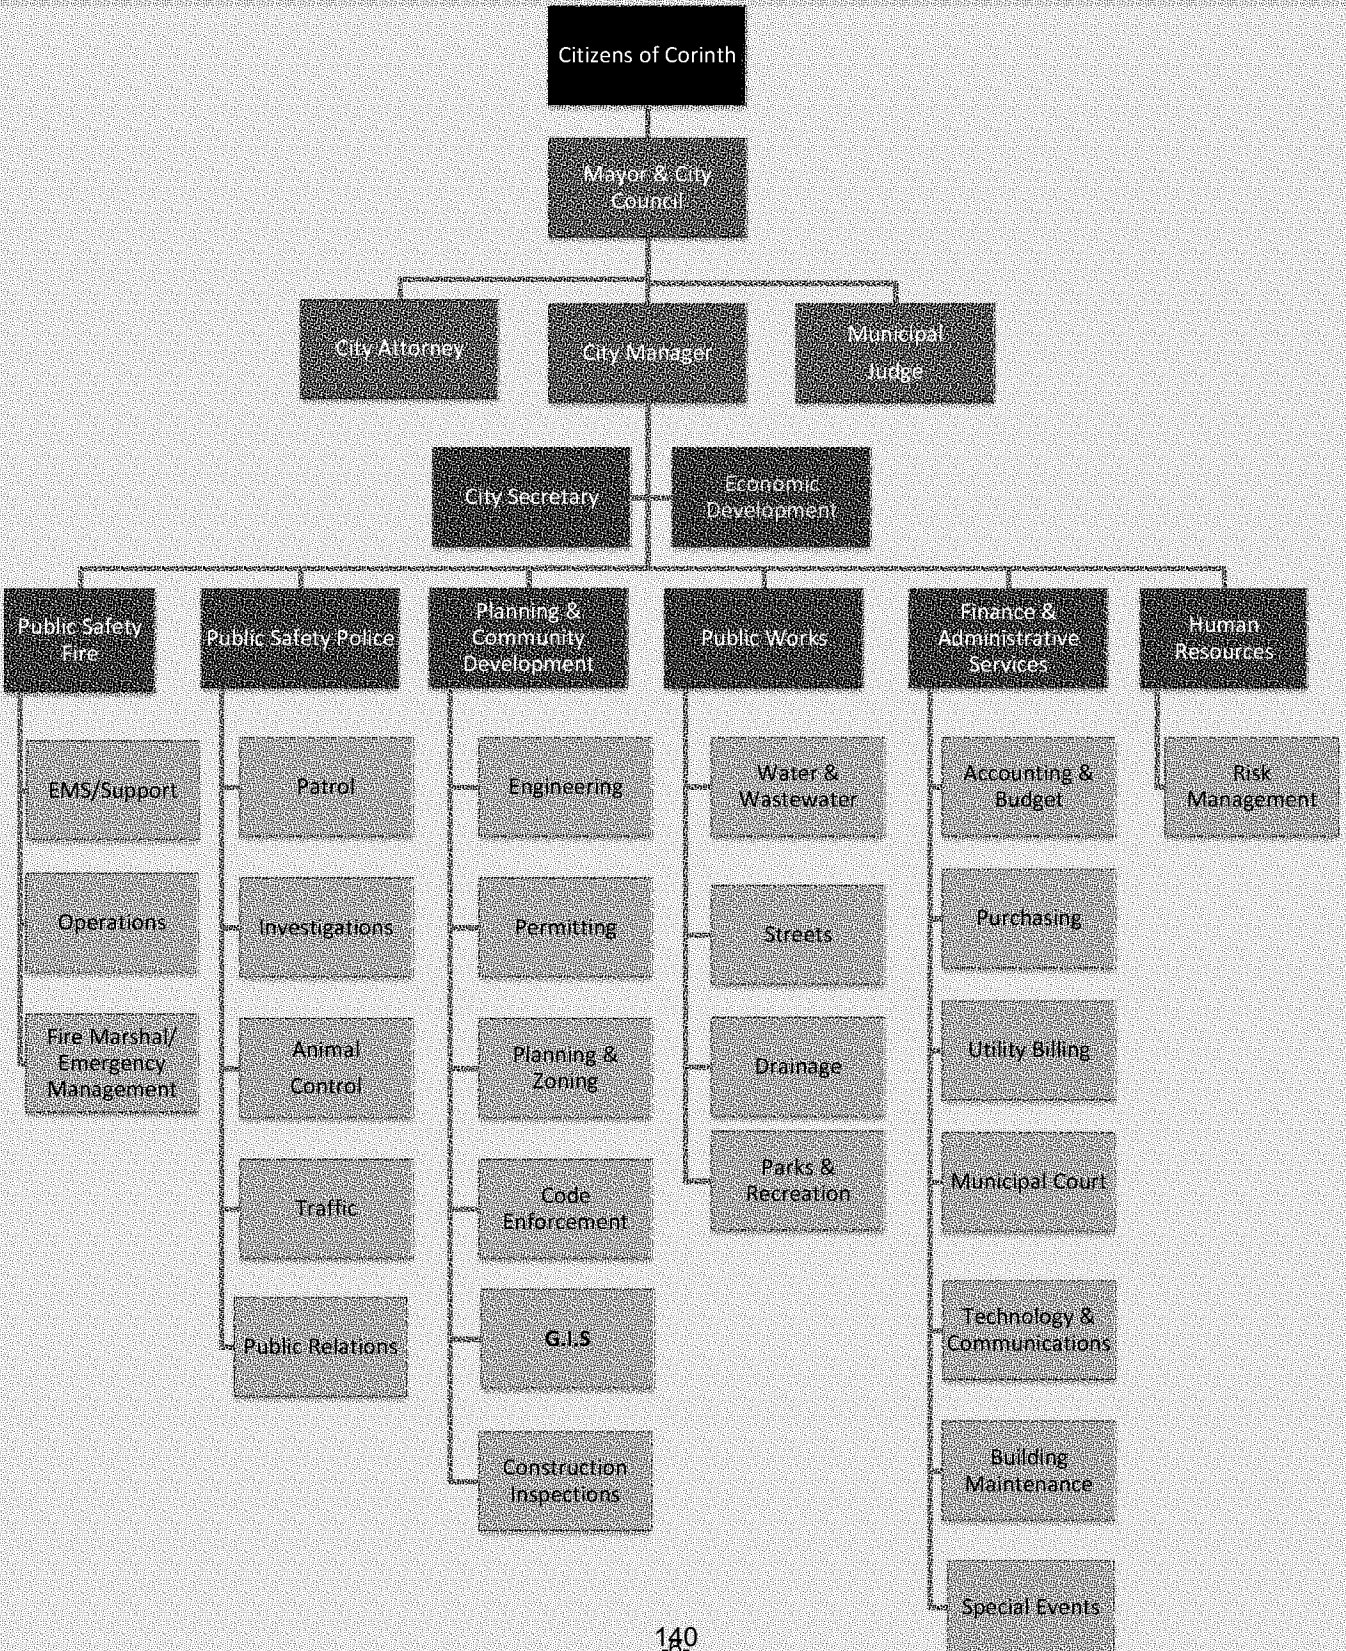 Citizens of Corinth
Mayor & City
Council
City Attorney
City Manager
Municipal
Judge
City Secretary
Economic
Development
Public Safety
Fire
Public Safety Police
Planning &
Community
Development
Public Works
Finance &
Administrative
Services
Human
Resources
EMS/Support
Operations
Fire Marshal/
Emergency
Management
Patrol
Investigations
Animal
Control
Traffic
Public Relations
Engineering
Permitting
Planning &
Zoning
Code
Enforcement
G.I.S
Construction
Inspections
Water &
Wastewater
Streets
Drainage
Parks &
Recreation
Accounting &
Budget
Purchasing
Utility Billing
Municipal Court
Technology &
Communications
Building
Maintenance
Special Events
Risk
Management
140